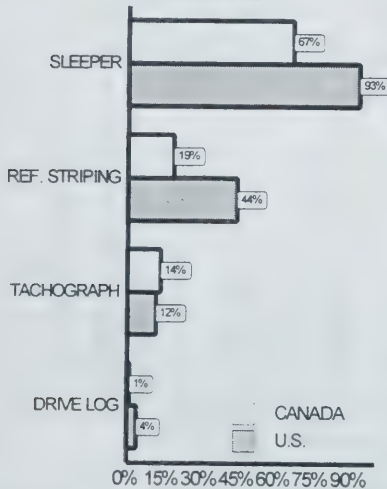 67%
SLEEPER
93%
19%
REF. STRIPING
44%
14%
TACHOGRAPH
12%
1%
DRIVE LOG
4%
CANADA
U.S.
0% 15% 30% 45% 60% 75% 90%